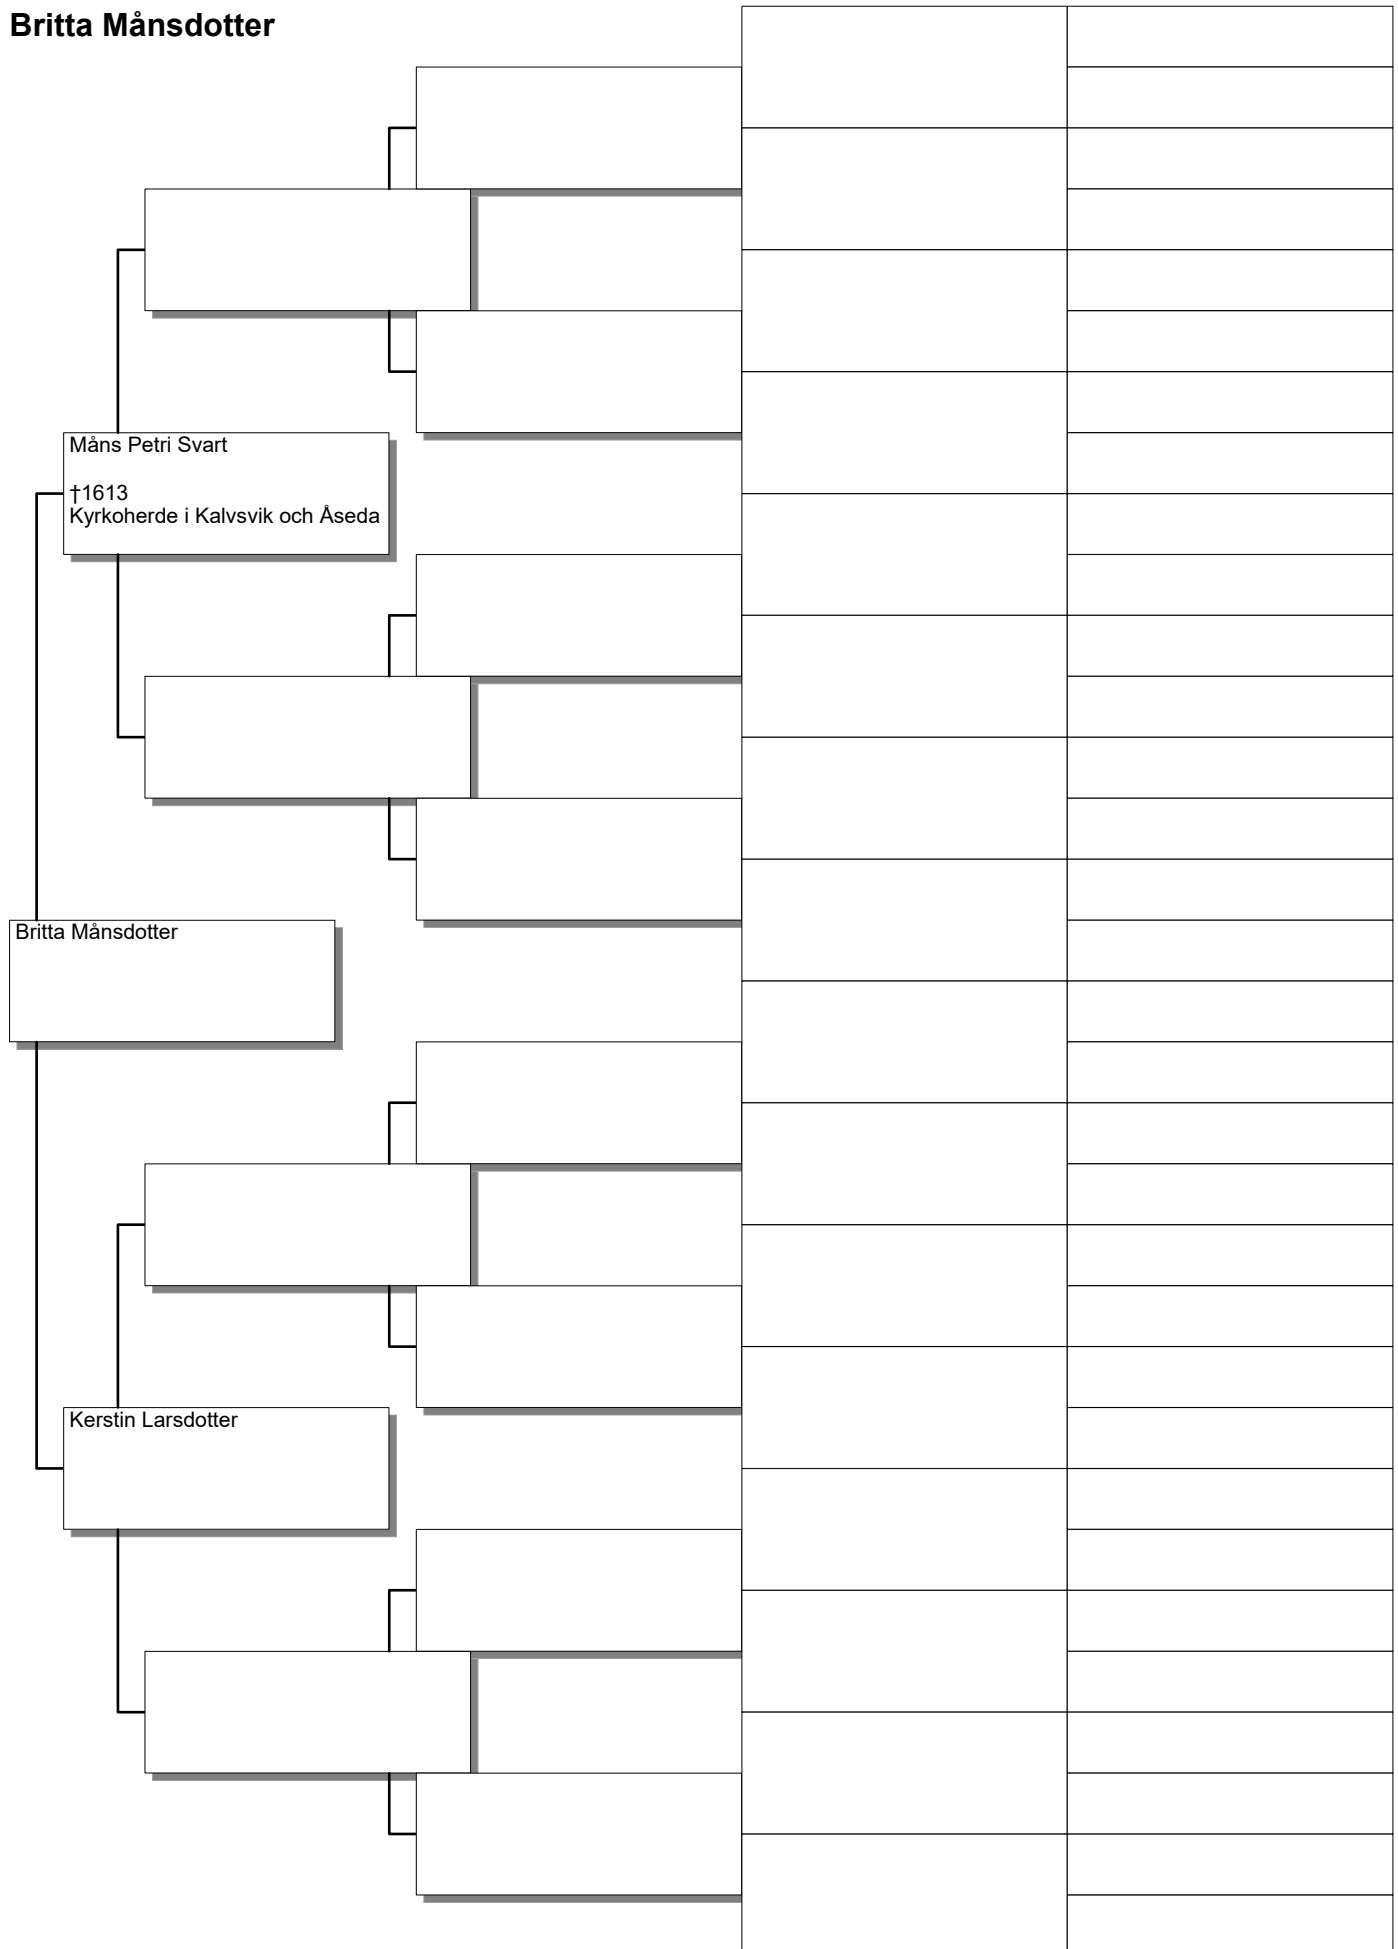 Britta Månsdotter
Måns Petri Svart
†1613
Kyrkoherde i Kalvsvik och Åseda
Britta Månsdotter
Kerstin Larsdotter